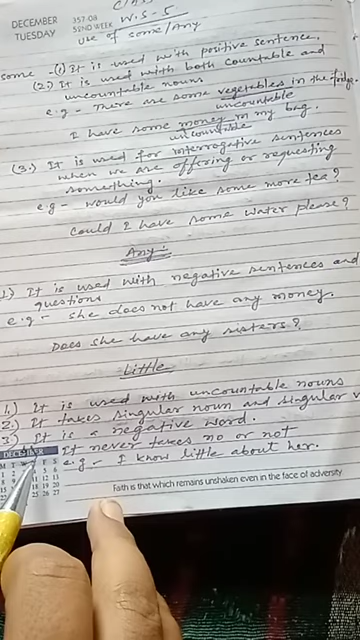 DECEMBER 357-08
TUESDAY 52ND WEEK
W.S-5
Use of some/Any
some - (1) It is used with positive sentence.
(2.) It is used with both countable and
uncountable nouns
e.g - There are some vegetables in the fridge.
uncountable
I have some money in my bag.
uncountable
(3.) It is used for interrogative sentences
when we are offering or requesting
something.
e.g - would you like some more tea?
Could I have some water please?
Any:
1) It is used with negative sentences and
questions
e.g - she does not have any money.
Does she have any sisters?
Little
1.) It is used with uncountable nouns
2.) It takes singular noun and singular v
3) It is a negative word.
It never takes no or not
e.g - I know little about her.
DECEMBER
Faith is that which remains unshaken even in the face of adversity